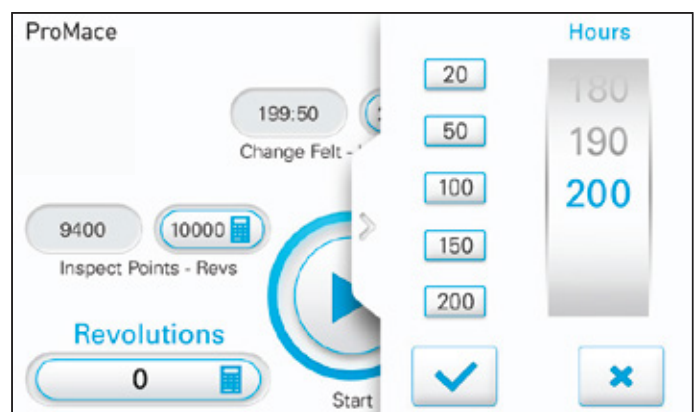 ProMace
199:50
Change Felt -
9400
10000
Inspect Points - Revs
Revolutions
0
Start
Hours
20
50
100
150
200
180
190
200